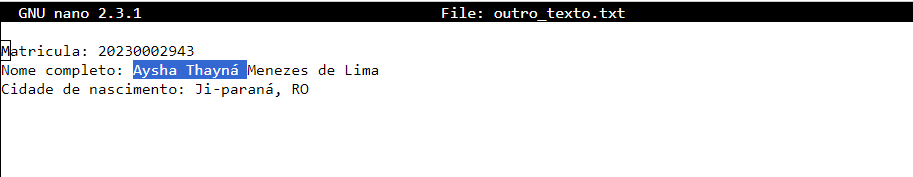 GNU nano 2.3.1 File: outro_texto.txt
Matricula: 20230002943
Nome completo: Aysha Thayná Menezes de Lima
Cidade de nascimento: Ji-paraná, RO